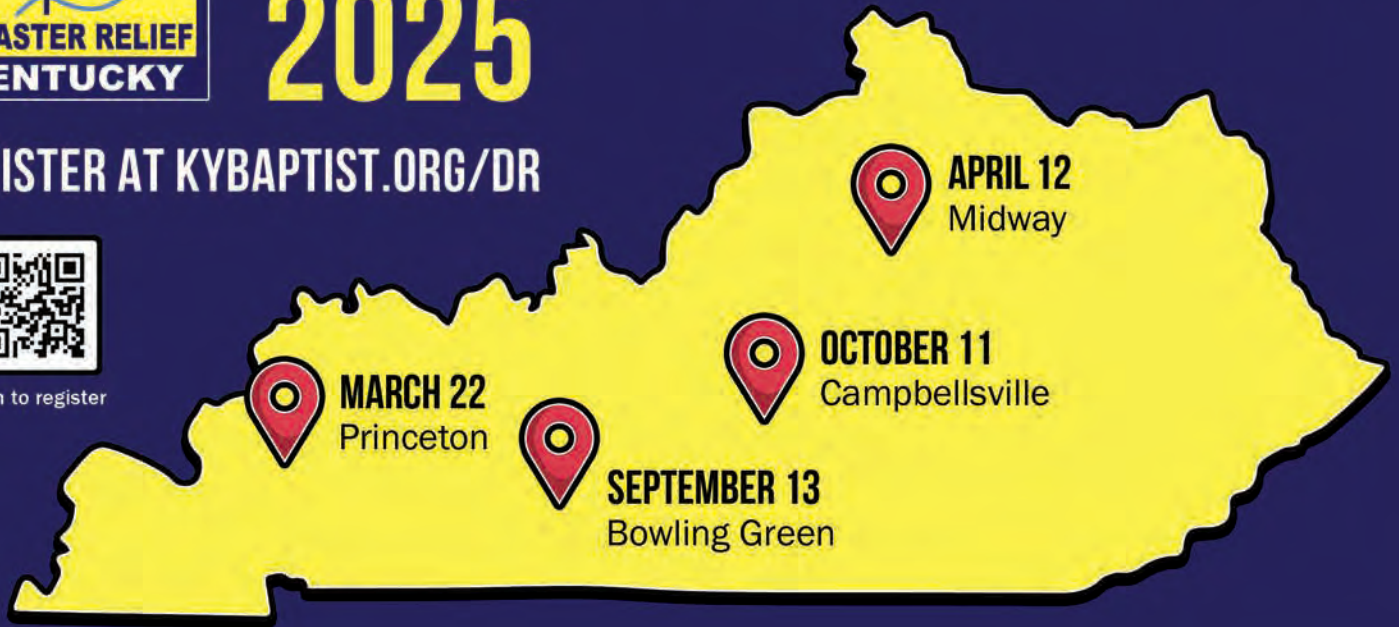 ASTER RELIEF
ENTUCKY
2025
ISTER AT KYBAPTIST.ORG/DR
to register
APRIL 12
Midway
OCTOBER 11
Campbellsville
MARCH 22
Princeton
SEPTEMBER 13
Bowling Green